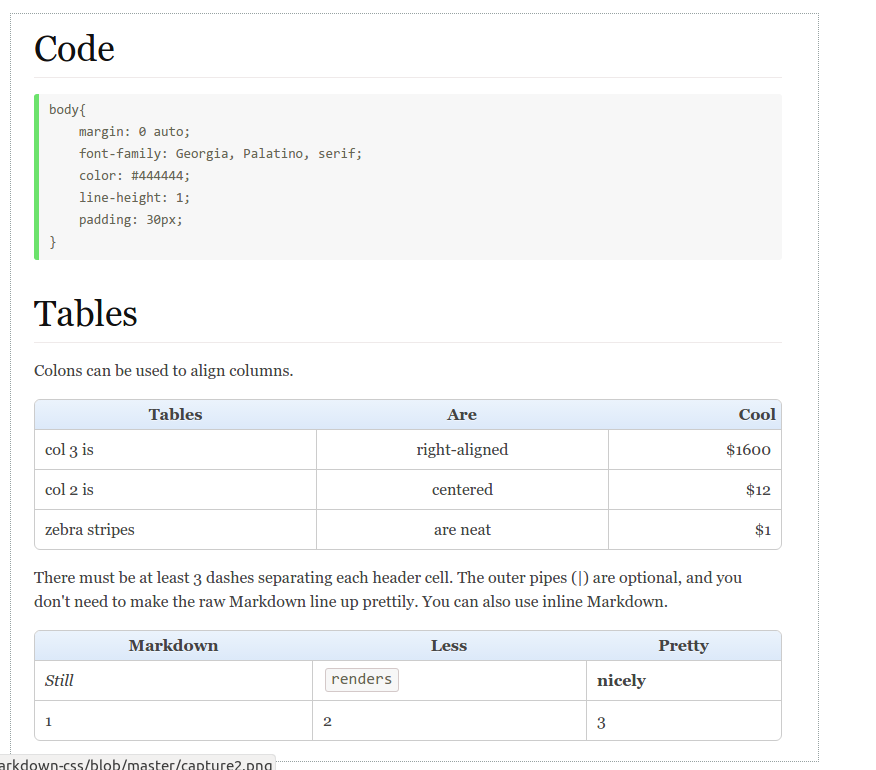 Code
body{
    margin: 0 auto;
    font-family: Georgia, Palatino, serif;
    color: #444444;
    line-height: 1;
    padding: 30px;
}
Tables
Colons can be used to align columns.
Tables Are Cool
col 3 is right-aligned $1600
col 2 is centered $12
zebra stripes are neat $1
There must be at least 3 dashes separating each header cell. The outer pipes (|) are optional, and you
don't need to make the raw Markdown line up prettily. You can also use inline Markdown.
Markdown Less Pretty
Still renders nicely
1 2 3
arkdown-css/blob/master/capture2.png